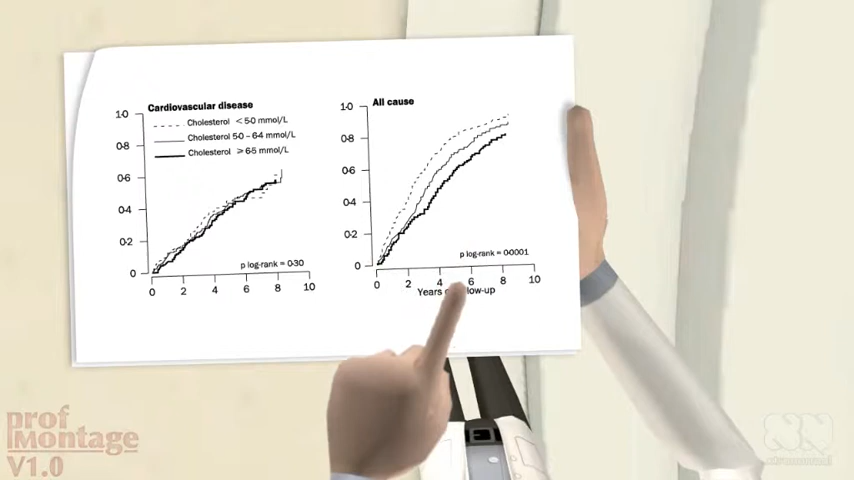 Cardiovascular disease
1·0
0·8
0·6
0·4
0·2
0
Cholesterol <5·0 mmol/L
Cholesterol 5·0 – 6·4 mmol/L
Cholesterol ≥6·5 mmol/L
p log-rank = 0·30
0 2 4 6 8 10
All cause
1·0
0·8
0·6
0·4
0·2
0
p log-rank = 0·0001
0 2 4 6 8 10
Years low-up
prof
Montage
V1.0